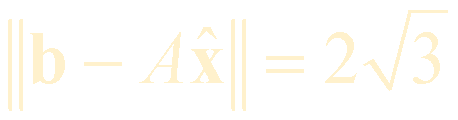 ‖b − Ax̂‖ = 2√3